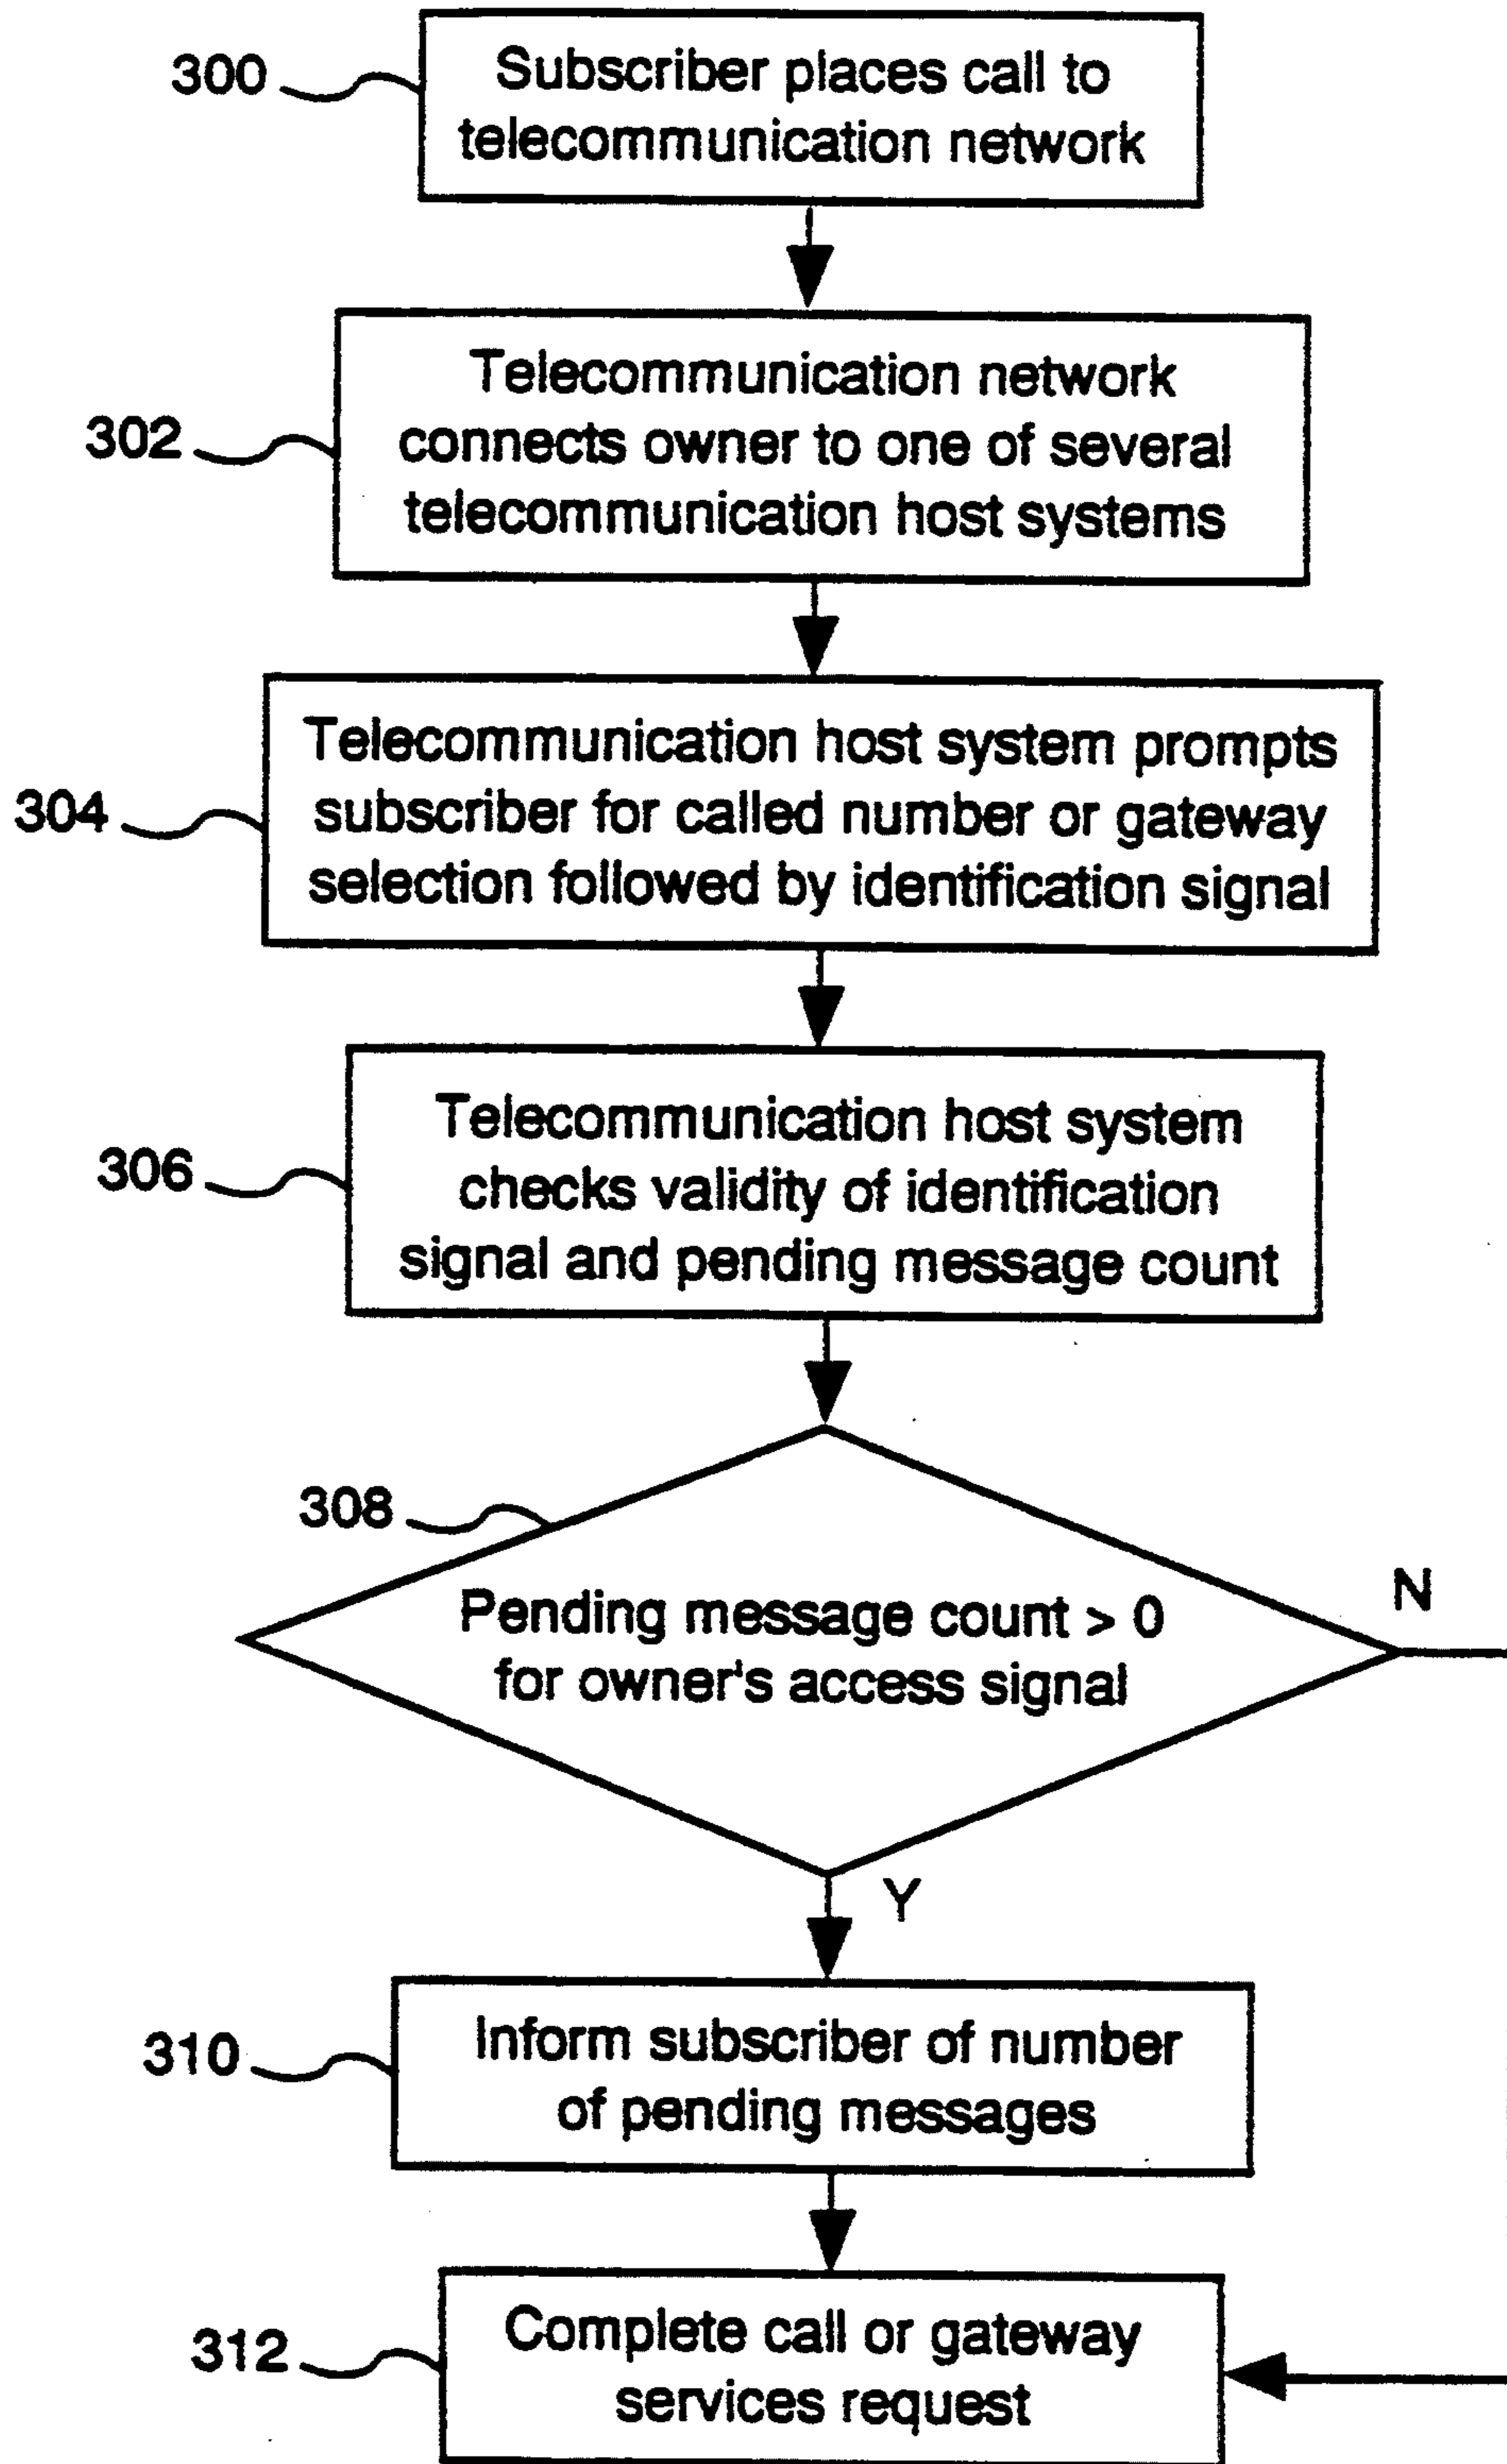 300
Subscriber places call to
telecommunication network
302
Telecommunication network
connects owner to one of several
telecommunication host systems
304
Telecommunication host system prompts
subscriber for called number or gateway
selection followed by identification signal
306
Telecommunication host system
checks validity of identification
signal and pending message count
308
Pending message count > 0
for owner's access signal
N
Y
310
Inform subscriber of number
of pending messages
312
Complete call or gateway
services request